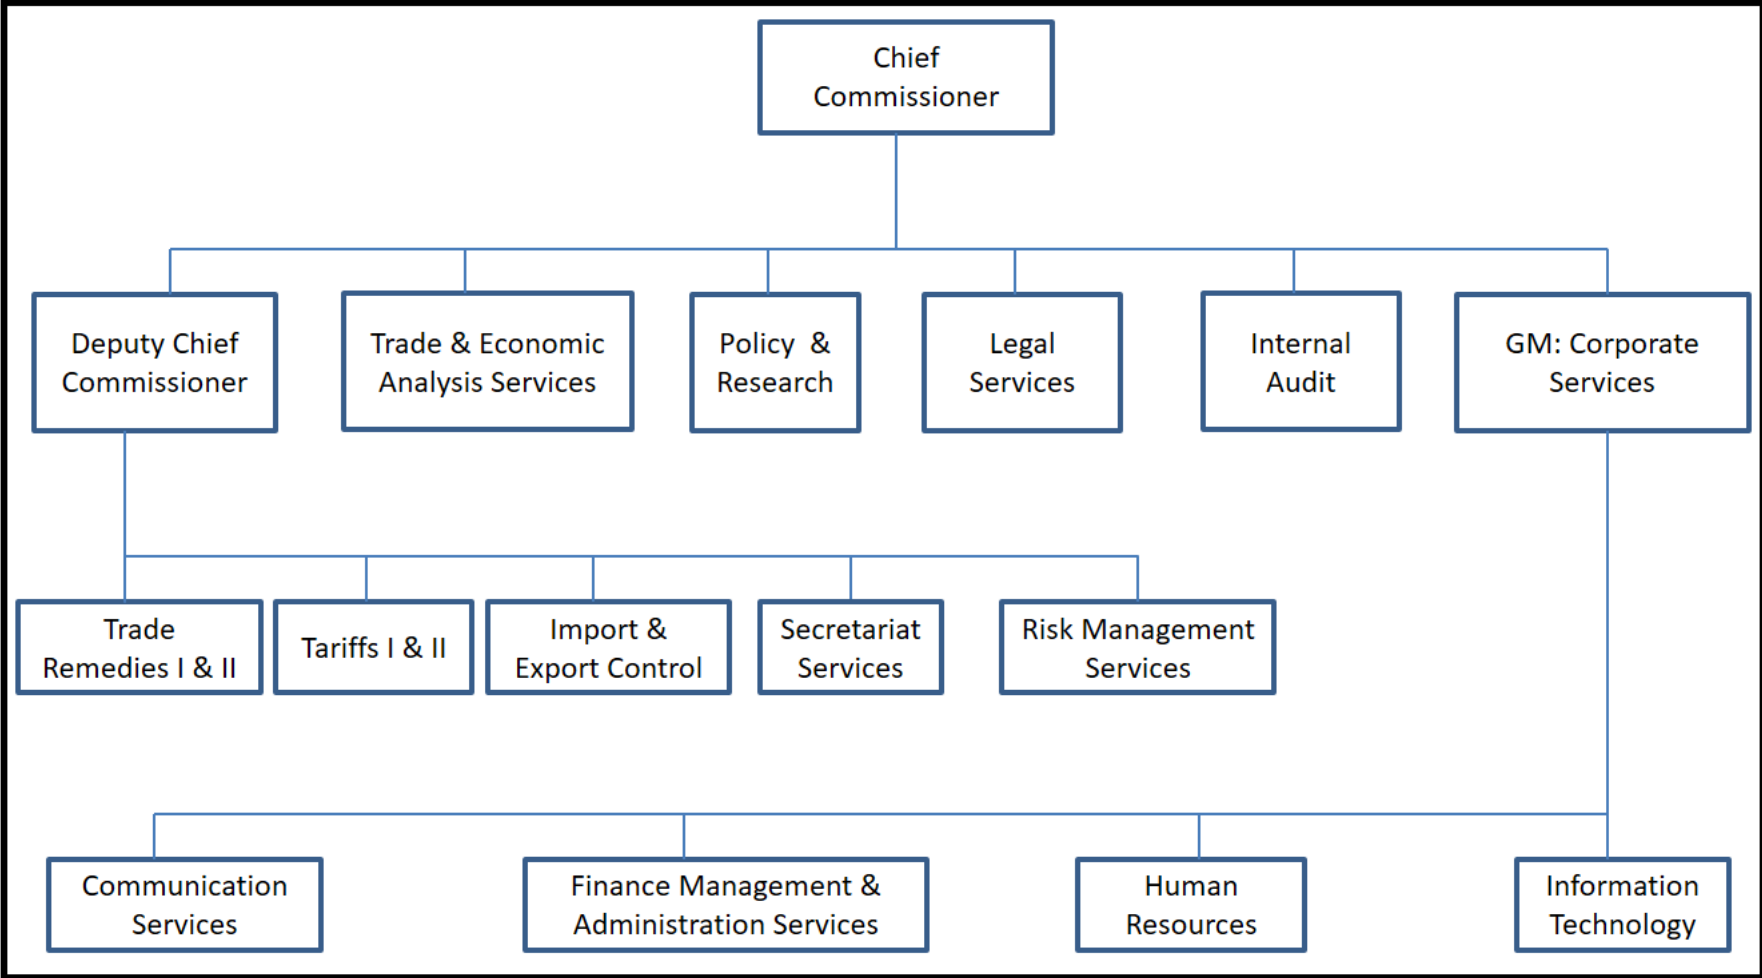 Chief
Commissioner
Deputy Chief
Commissioner
Trade & Economic
Analysis Services
Policy & 
Research
Legal
Services
Internal
Audit
GM: Corporate
Services
Trade
Remedies I & II
Tariffs I & II
Import &
Export Control
Secretariat
Services
Risk Management
Services
Communication
Services
Finance Management &
Administration Services
Human
Resources
Information
Technology